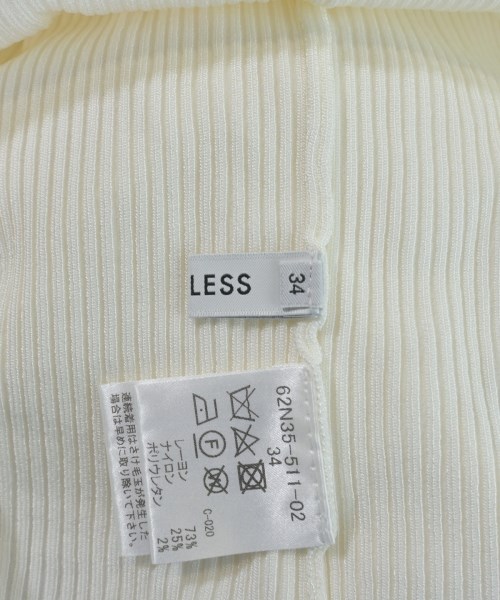 LESS
34
62N35-511-02
34
F
W
C-020
レーヨン 73%
ナイロン 25%
ポリウレタン 2%
連続着用はさけ毛玉が発生した
場合は早めに取り除いて下さい。